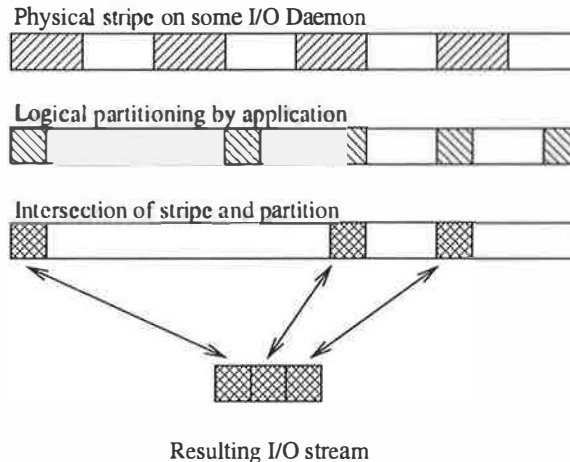 Physical stripe on some I/O Daemon
Logical partitioning by application
Intersection of stripe and partition
Resulting I/O stream